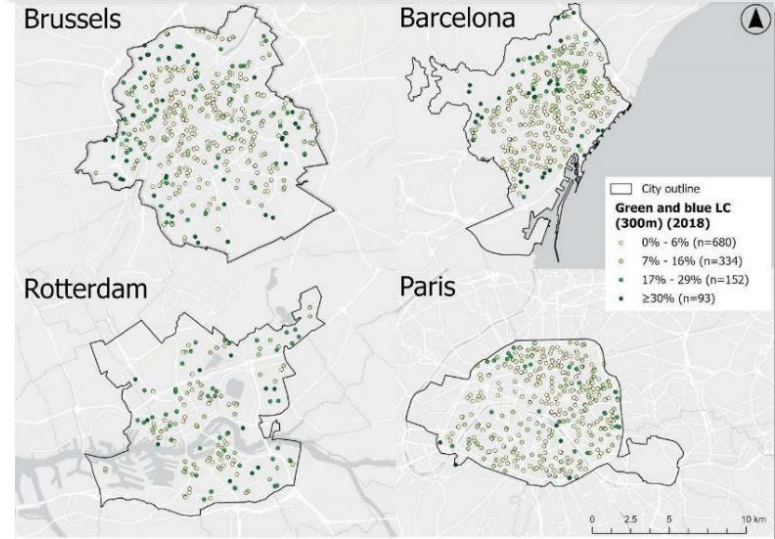 Brussels
Barcelona
City outline
Green and blue LC
(300m) (2018)
0% - 6% (n=680)
7% - 16% (n=334)
17% - 29% (n=152)
≥30% (n=93)
Rotterdam
Paris
0 2.5 5 10 km